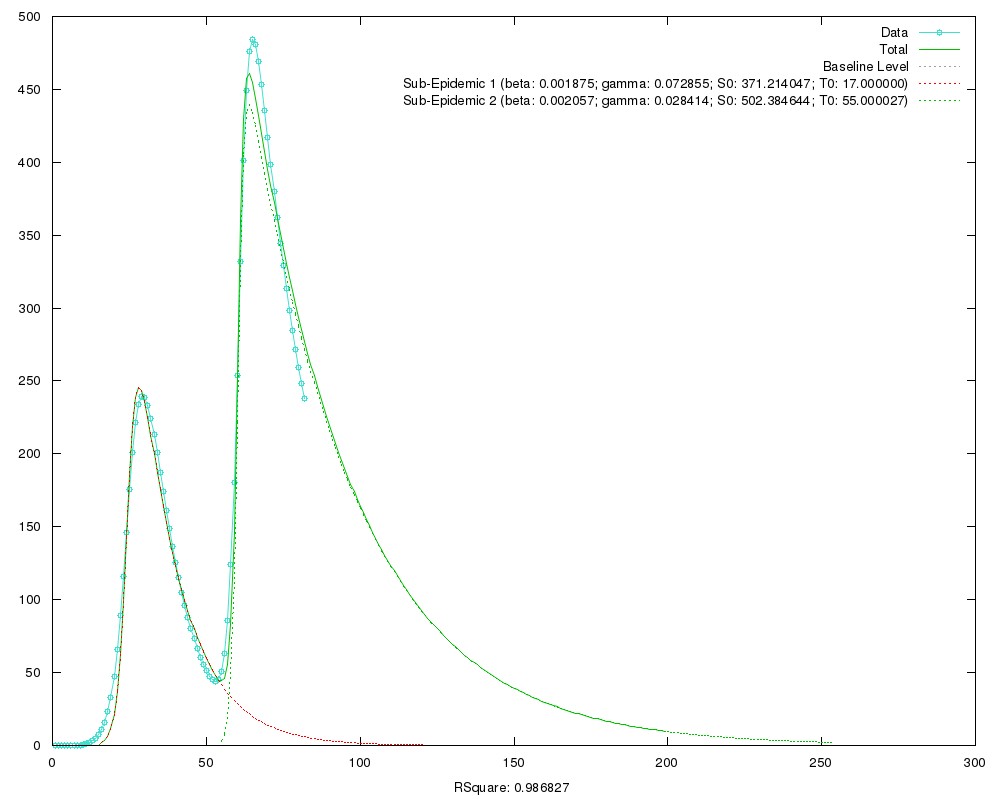 500
450
400
350
300
250
200
150
100
50
0
Data
Total
Baseline Level
Sub-Epidemic 1 (beta: 0.001875; gamma: 0.072855; S0: 371.214047; T0: 17.000000)
Sub-Epidemic 2 (beta: 0.002057; gamma: 0.028414; S0: 502.384644; T0: 55.000027)
0 50 100 150 200 250 300
RSquare: 0.986827